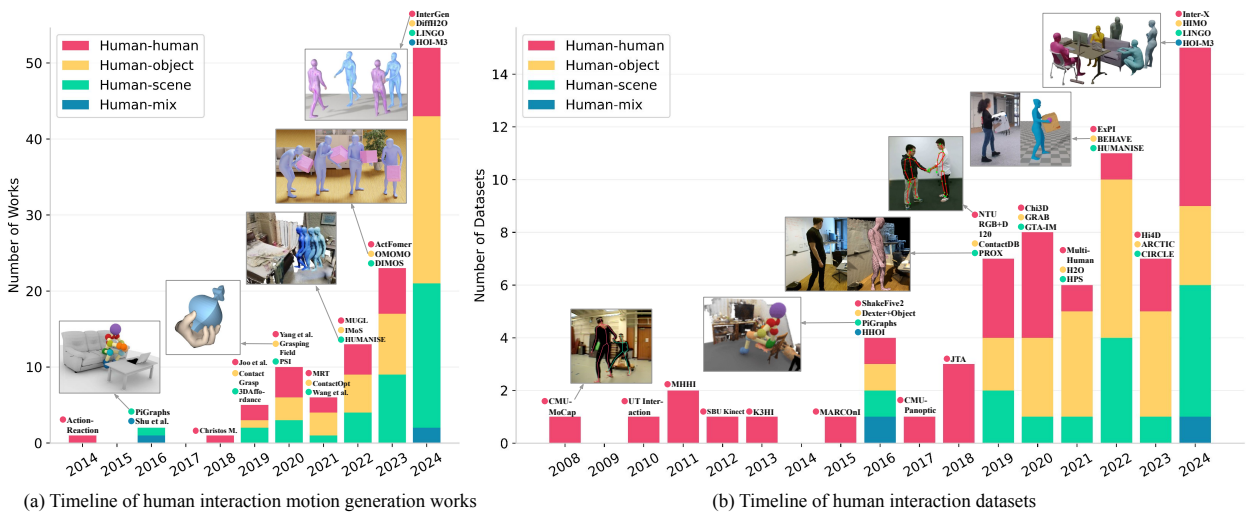 InterGen
DiffH2O
LINGO
HOI-M3
Human-human
Human-object
Human-scene
Human-mix
ActFomer
OMOMO
DIMOS
MUGL
IMoS
HUMANISE
Yang et al.
Grasping
Field
PSI
Joo et al.
Contact
Grasp
3DAffo-
rdance
MRT
ContactOpt
Wang et al.
PiGraphs
Shu et al.
Action-
Reaction
Christos M.
Number of Works
50
40
30
20
10
0
2014
2015
2016
2017
2018
2019
2020
2021
2022
2023
2024
(a) Timeline of human interaction motion generation works
Human-human
Human-object
Human-scene
Human-mix
Inter-X
HIMO
LINGO
HOI-M3
ExPI
BEHAVE
HUMANISE
NTU
RGB+D
120
ContactDB
PROX
Chi3D
GRAB
GTA-IM
Multi-
Human
H2O
HPS
Hi4D
ARCTIC
CIRCLE
ShakeFive2
Dexter+Object
PiGraphs
HHOI
JTA
CMU-
MoCap
UT Inter-
action
MHHI
SBU Kinect
K3HI
MARCOnI
CMU-
Panoptic
Number of Datasets
14
12
10
8
6
4
2
0
2008
2009
2010
2011
2012
2013
2014
2015
2016
2017
2018
2019
2020
2021
2022
2023
2024
(b) Timeline of human interaction datasets